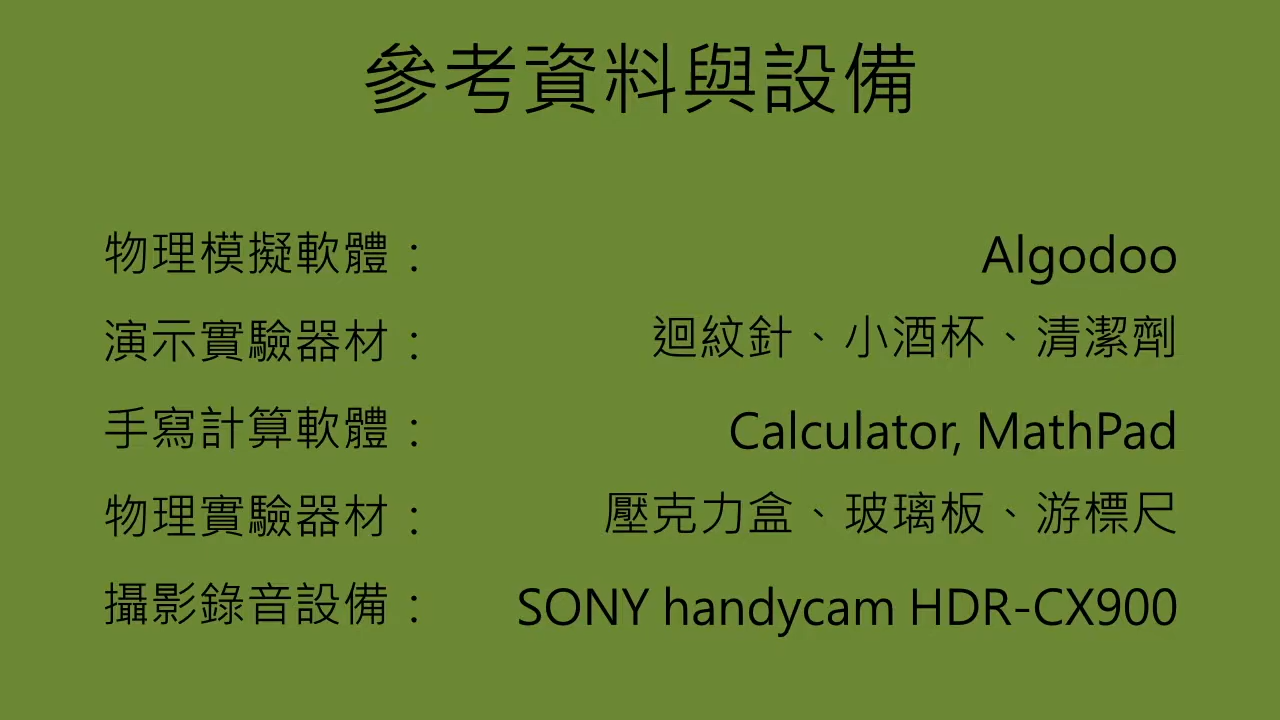 參考資料與設備
物理模擬軟體： Algodoo
演示實驗器材： 迴紋針、小酒杯、清潔劑
手寫計算軟體： Calculator, MathPad
物理實驗器材： 壓克力盒、玻璃板、游標尺
攝影錄音設備： SONY handycam HDR-CX900